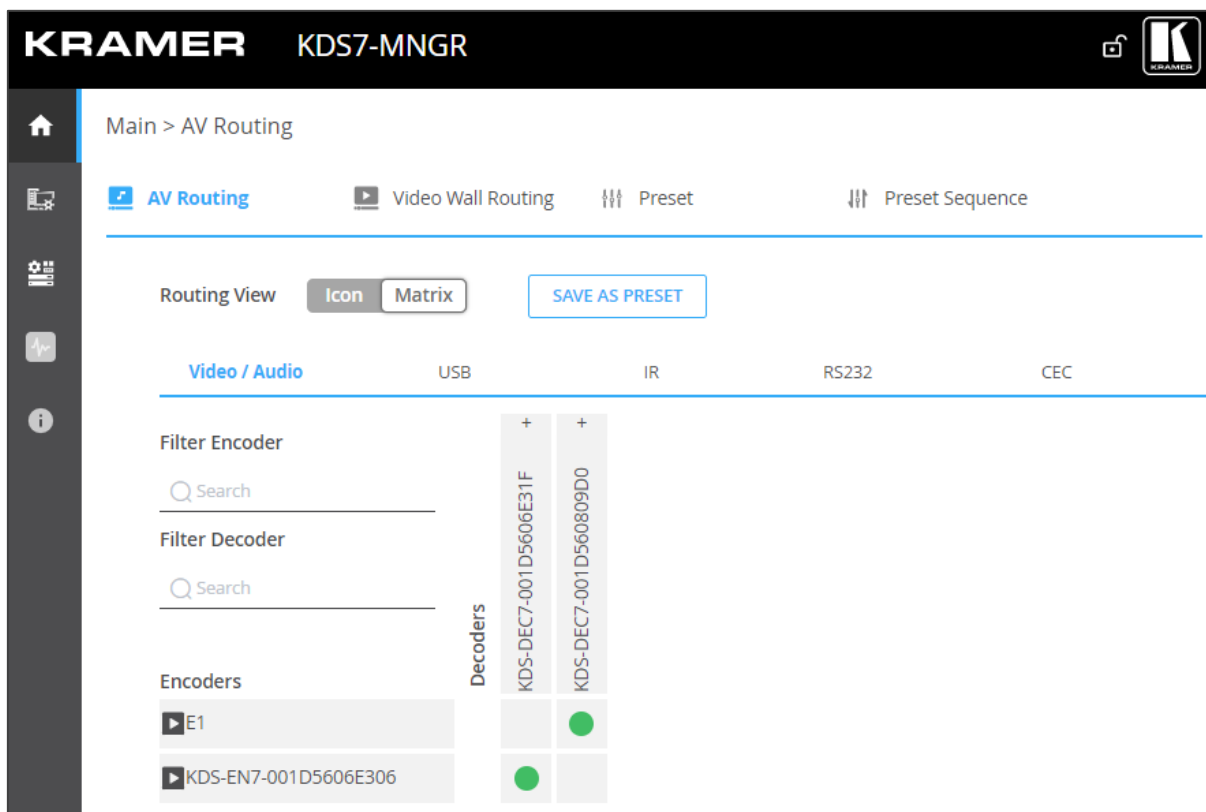 KRAMER KDS7-MNGR
KRAMER
Main > AV Routing
AV Routing Video Wall Routing Preset Preset Sequence
Routing View Icon Matrix SAVE AS PRESET
Video / Audio USB IR RS232 CEC
Filter Encoder
Search
Filter Decoder
Search
Decoders
+ KDS-DEC7-001D5606E31F
+ KDS-DEC7-001D560809D0
Encoders
E1
KDS-EN7-001D5606E306